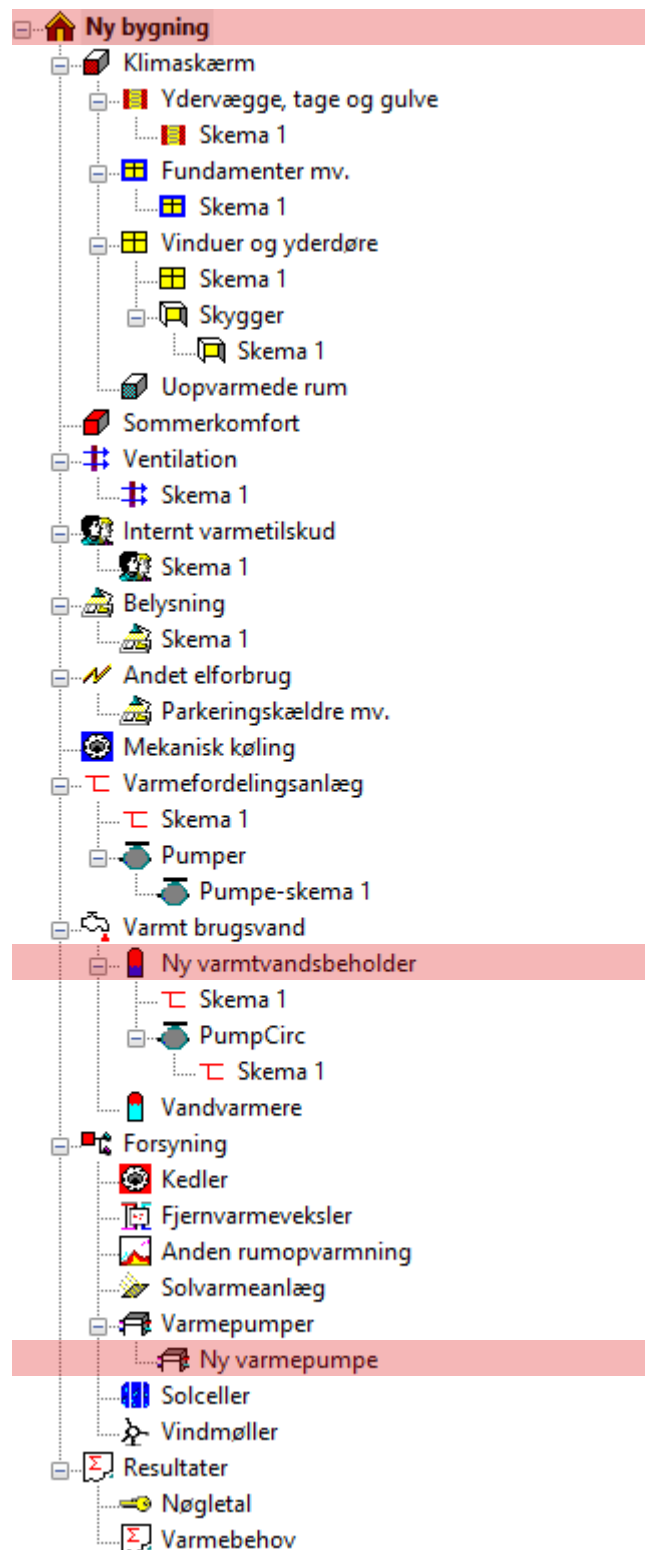 Ny bygning
Klimaskærm
Ydervægge, tage og gulve
Skema 1
Fundamenter mv.
Skema 1
Vinduer og yderdøre
Skema 1
Skygger
Skema 1
Uopvarmede rum
Sommerkomfort
Ventilation
Skema 1
Internt varmetilskud
Skema 1
Belysning
Skema 1
Andet elforbrug
Parkeringskældre mv.
Mekanisk køling
Varmefordelingsanlæg
Skema 1
Pumper
Pumpe-skema 1
Varmt brugsvand
Ny varmtvandsbeholder
Skema 1
PumpCirc
Skema 1
Vandvarmere
Forsyning
Kedler
Fjernvarmeveksler
Anden rumopvarmning
Solvarmeanlæg
Varmepumper
Ny varmepumpe
Solceller
Vindmøller
Resultater
Nøgletal
Varmebehov